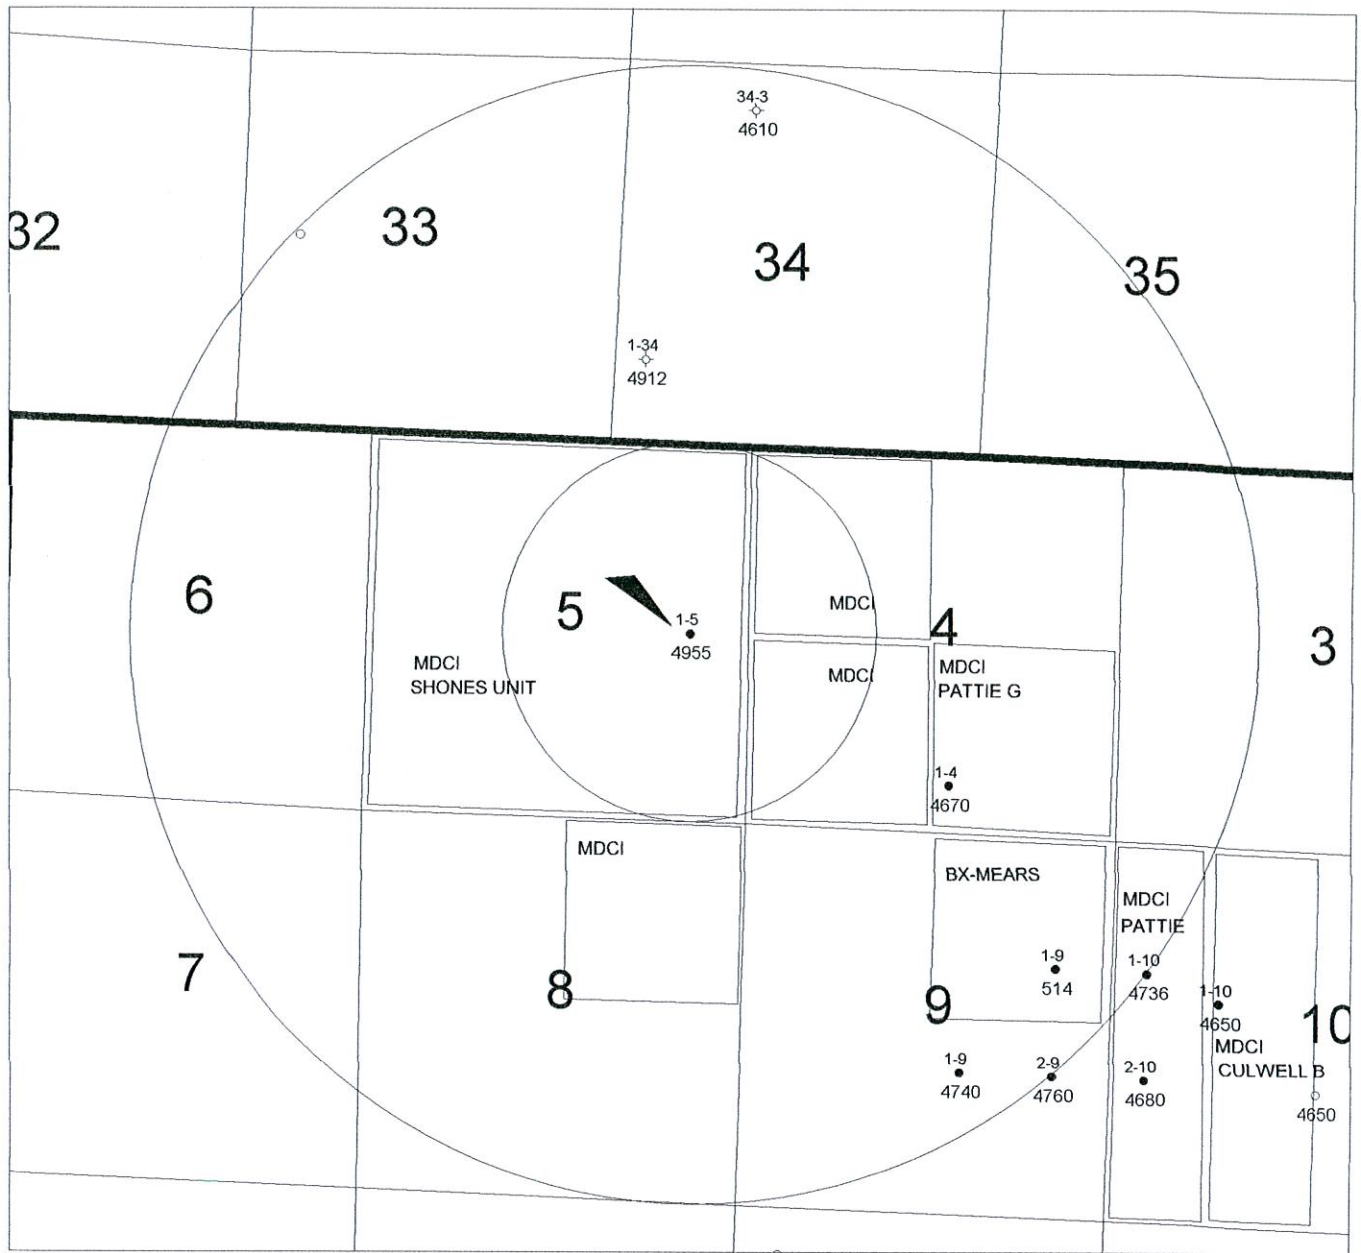 34-3
4610
32
33
34
35
1-34
4912
6
5
1-5
4955
MDCI
4
3
MDCI
SHONES UNIT
MDCI
MDCI
PATTIE G
1-4
4670
MDCI
BX-MEARS
MDCI
PATTIE
7
8
1-9
514
9
1-10
4736
1-10
4650
10
MDCI
CULWELL B
1-9
4740
2-9
4760
2-10
4680
4650